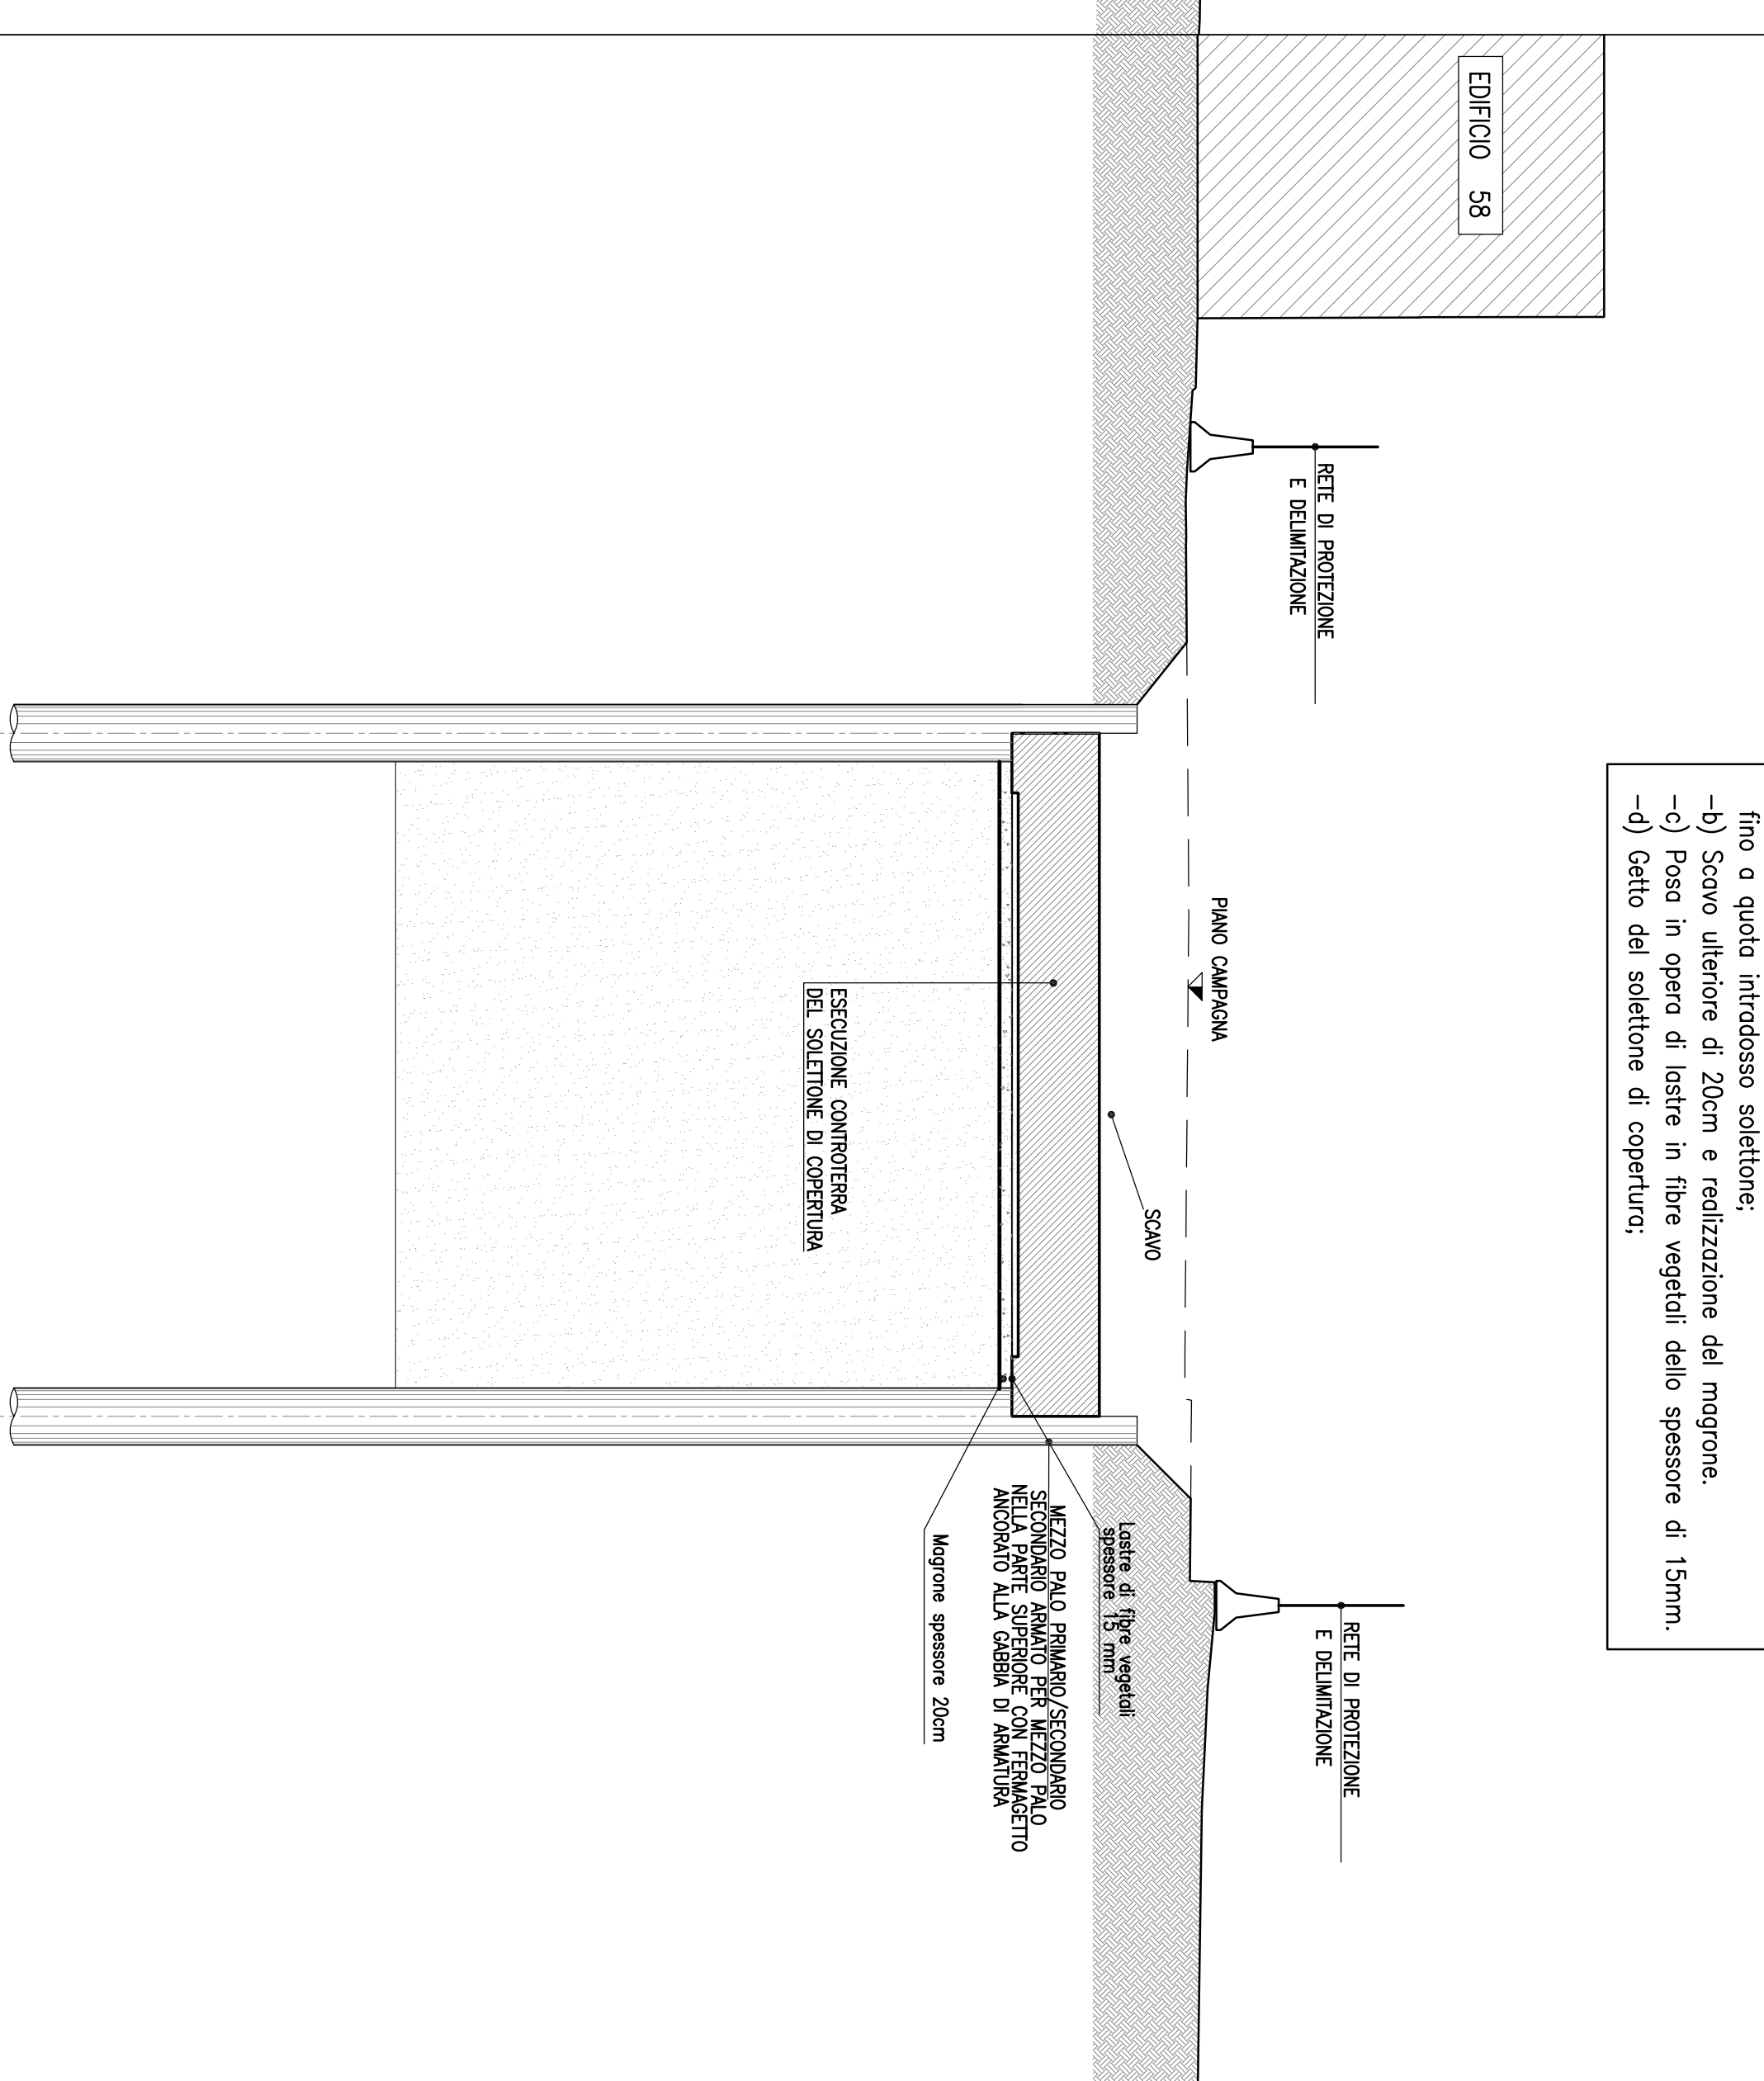 fino a quota intradosso solettone;
-b) Scavo ulteriore di 20cm e realizzazione del magrone.
-c) Posa in opera di lastre in fibre vegetali dello spessore di 15mm.
-d) Getto del solettone di copertura;
EDIFICIO 58
RETE DI PROTEZIONE
E DELIMITAZIONE
RETE DI PROTEZIONE
E DELIMITAZIONE
PIANO CAMPAGNA
SCAVO
Lastre di fibre vegetali
spessore 15 mm
MEZZO PALO PRIMARIO/SECONDARIO
SECONDARIO ARMATO PER MEZZO PALO
NELLA PARTE SUPERIORE CON FERMAGETTO
ANCORATO ALLA GABBIA DI ARMATURA
Magrone spessore 20cm
ESECUZIONE CONTROTERRA
DEL SOLETTONE DI COPERTURA